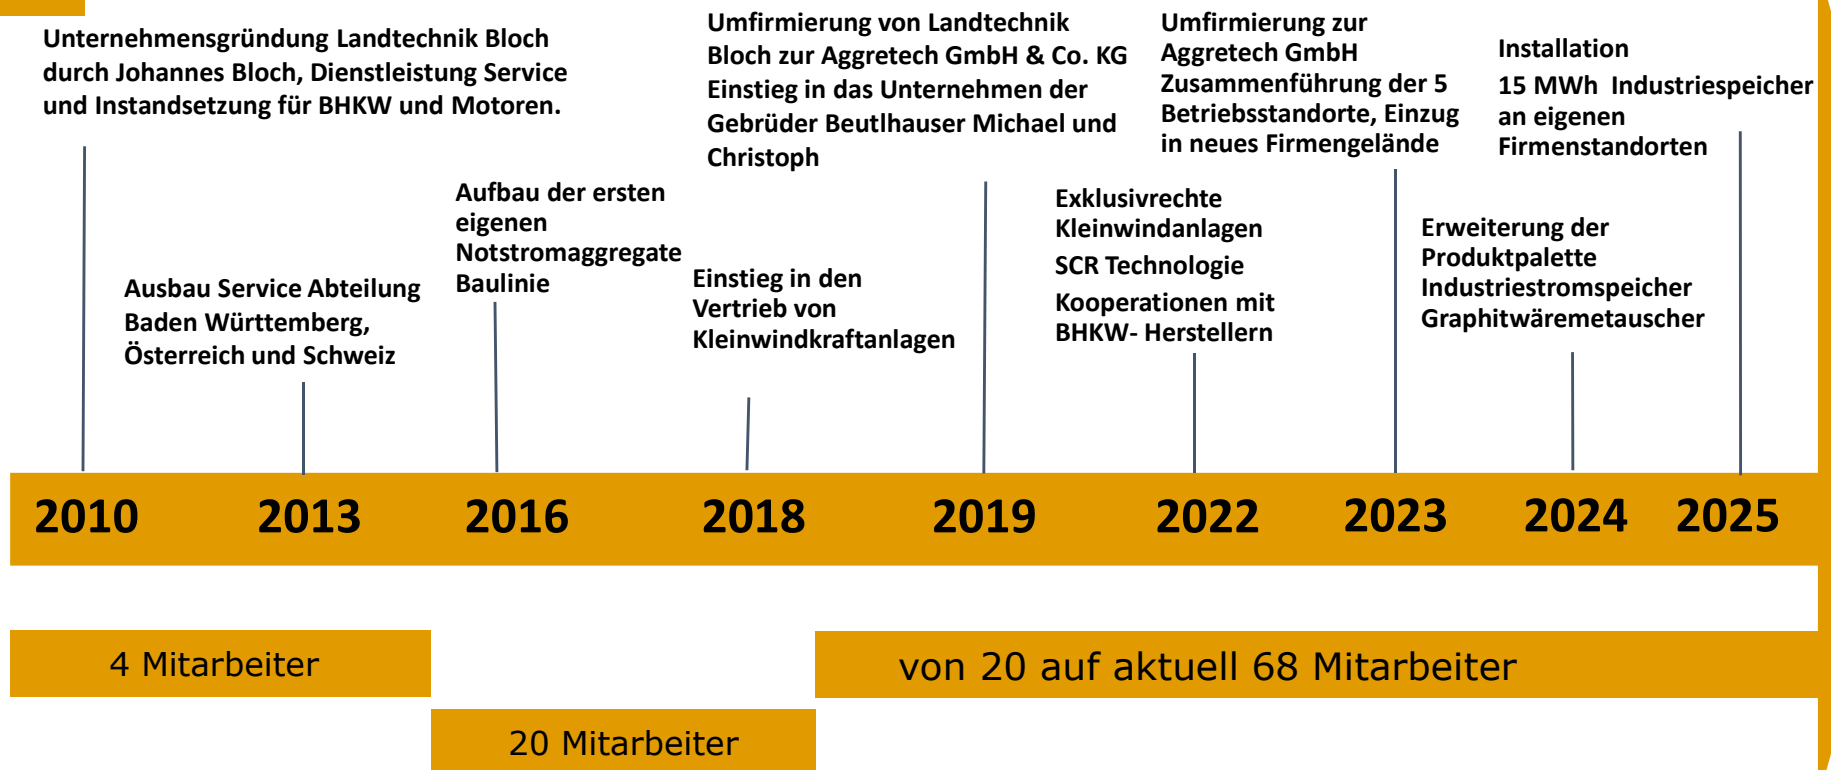 Unternehmensgründung Landtechnik Bloch
durch Johannes Bloch, Dienstleistung Service
und Instandsetzung für BHKW und Motoren.
Ausbau Service Abteilung
Baden Württemberg,
Österreich und Schweiz
Aufbau der ersten
eigenen
Notstromaggregate
Baulinie
Einstieg in den
Vertrieb von
Kleinwindkraftanlagen
Umfirmierung von Landtechnik
Bloch zur Aggretech GmbH & Co. KG
Einstieg in das Unternehmen der
Gebrüder Beutlhauser Michael und
Christoph
Exklusivrechte
Kleinwindanlagen
SCR Technologie
Kooperationen mit
BHKW- Herstellern
Umfirmierung zur
Aggretech GmbH
Zusammenführung der 5
Betriebsstandorte, Einzug
in neues Firmengelände
Erweiterung der
Produktpalette
Industriestromspeicher
Graphitwäremetauscher
Installation
15 MWh Industriespeicher
an eigenen
Firmenstandorten
2010 2013 2016 2018 2019 2022 2023 2024 2025
4 Mitarbeiter
20 Mitarbeiter
von 20 auf aktuell 68 Mitarbeiter